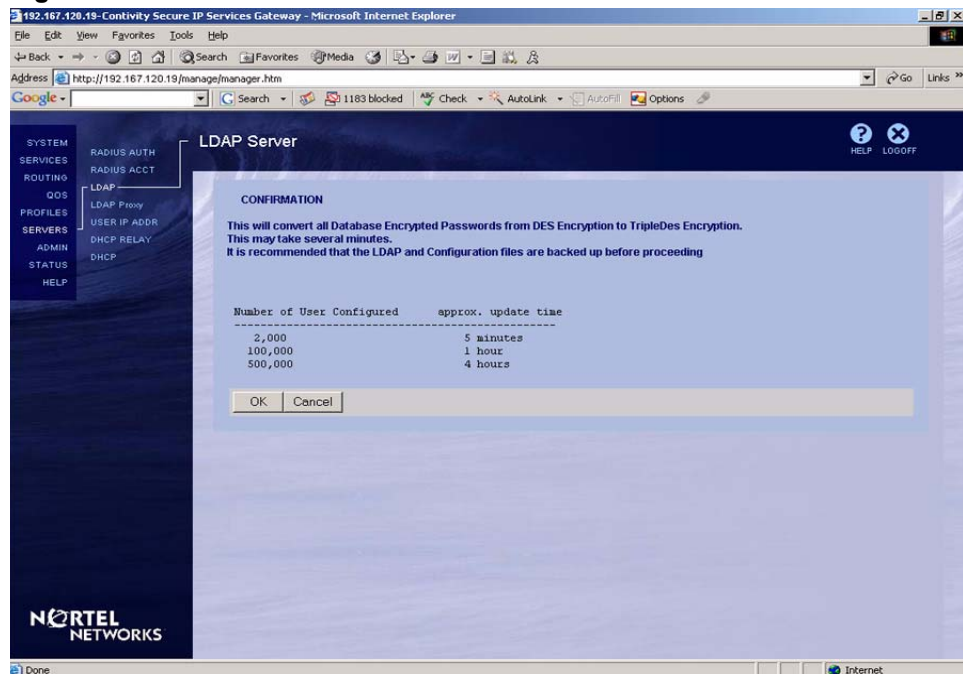 192.167.120.19-Contivity Secure IP Services Gateway - Microsoft Internet Explorer
File Edit View Favorites Tools Help
Back Search Favorites Media
Address http://192.167.120.19/manage/manager.htm Go Links »
Google Search 1183 blocked ABC Check AutoLink AutoFill Options
SYSTEM
SERVICES
ROUTING
QOS
PROFILES
SERVERS
ADMIN
STATUS
HELP
RADIUS AUTH
RADIUS ACCT
LDAP
LDAP Proxy
USER IP ADDR
DHCP RELAY
DHCP
LDAP Server
HELP LOGOFF
CONFIRMATION
This will convert all Database Encrypted Passwords from DES Encryption to TripleDes Encryption.
This may take several minutes.
It is recommended that the LDAP and Configuration files are backed up before proceeding
Number of User Configured approx. update time
--------------------------------------------------
2,000 5 minutes
100,000 1 hour
500,000 4 hours
OK Cancel
NORTEL
NETWORKS
Done Internet